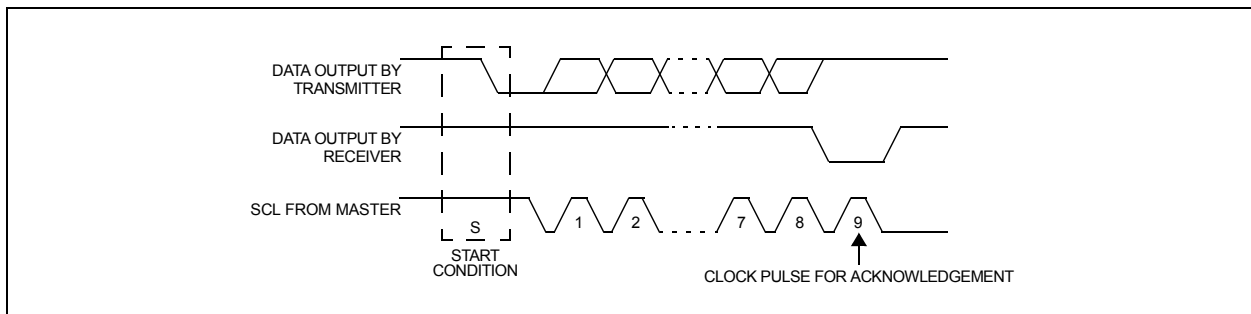 DATA OUTPUT BY
TRANSMITTER
DATA OUTPUT BY
RECEIVER
SCL FROM MASTER
S
1
2
7
8
9
START
CONDITION
CLOCK PULSE FOR ACKNOWLEDGEMENT